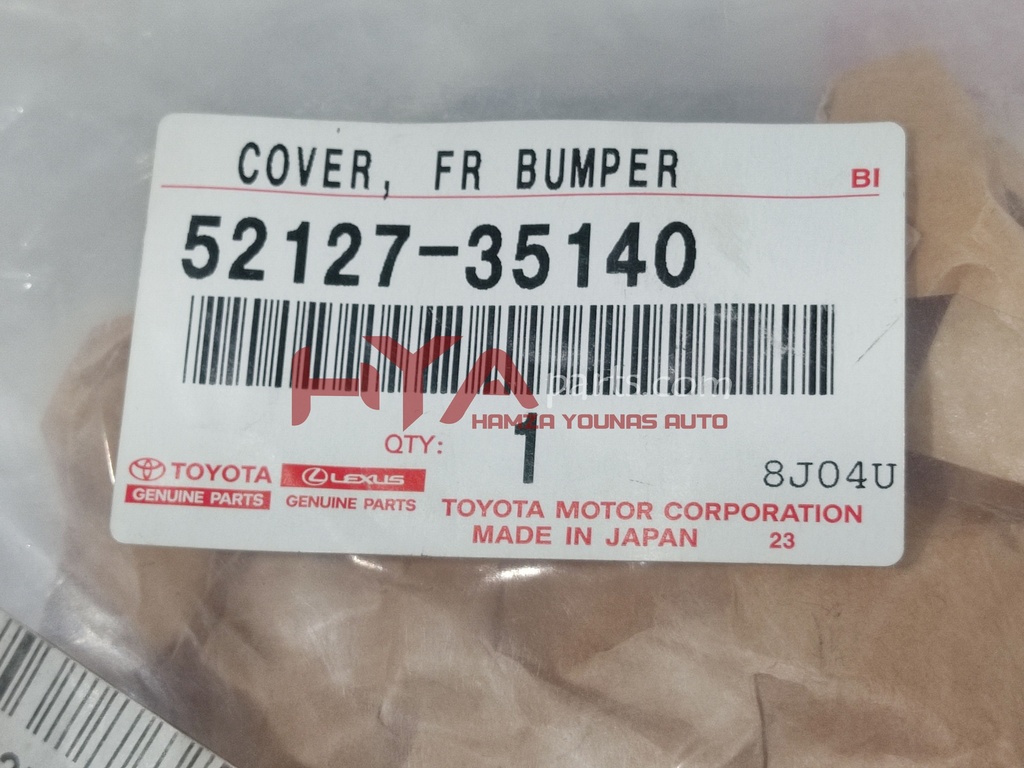 COVER, FR BUMPER BI
52127-35140
HYA parts.com
HAMZA YOUNAS AUTO
QTY: 1
8J04U
TOYOTA LEXUS
GENUINE PARTS GENUINE PARTS
TOYOTA MOTOR CORPORATION
MADE IN JAPAN 23